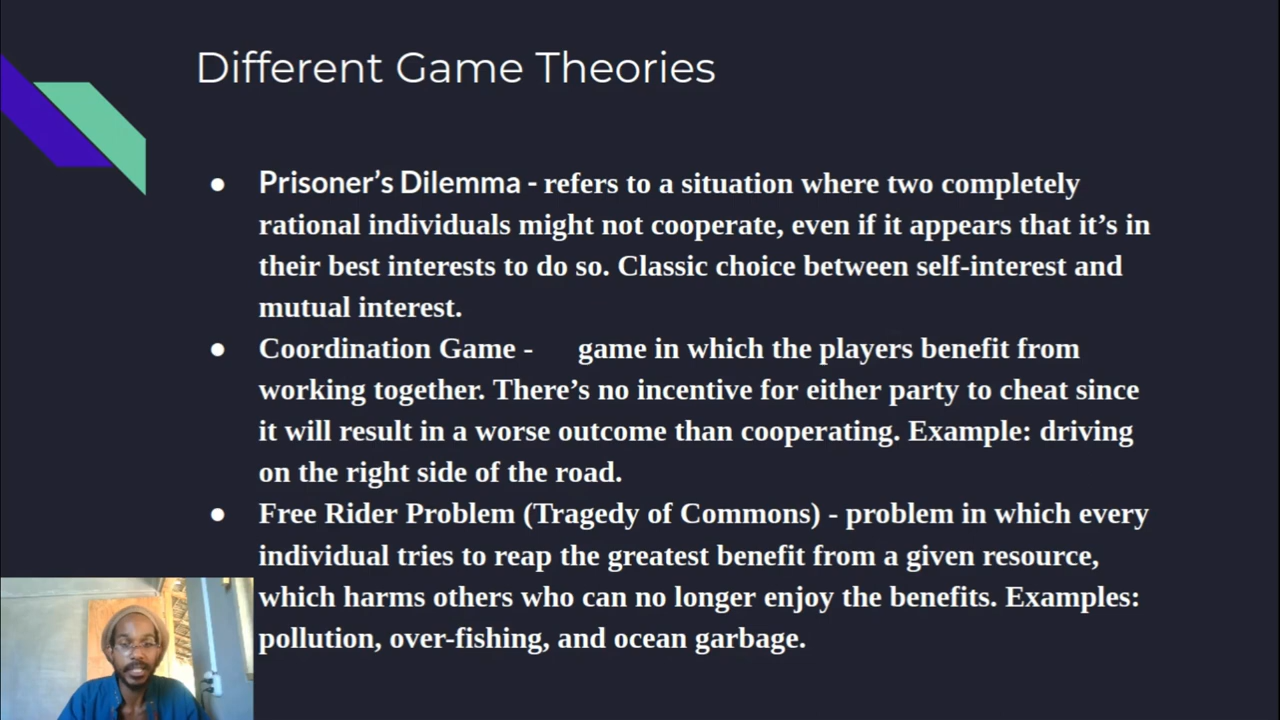 Different Game Theories
● Prisoner’s Dilemma - refers to a situation where two completely
rational individuals might not cooperate, even if it appears that it’s in
their best interests to do so. Classic choice between self-interest and
mutual interest.
● Coordination Game - game in which the players benefit from
working together. There’s no incentive for either party to cheat since
it will result in a worse outcome than cooperating. Example: driving
on the right side of the road.
● Free Rider Problem (Tragedy of Commons) - problem in which every
individual tries to reap the greatest benefit from a given resource,
which harms others who can no longer enjoy the benefits. Examples:
pollution, over-fishing, and ocean garbage.